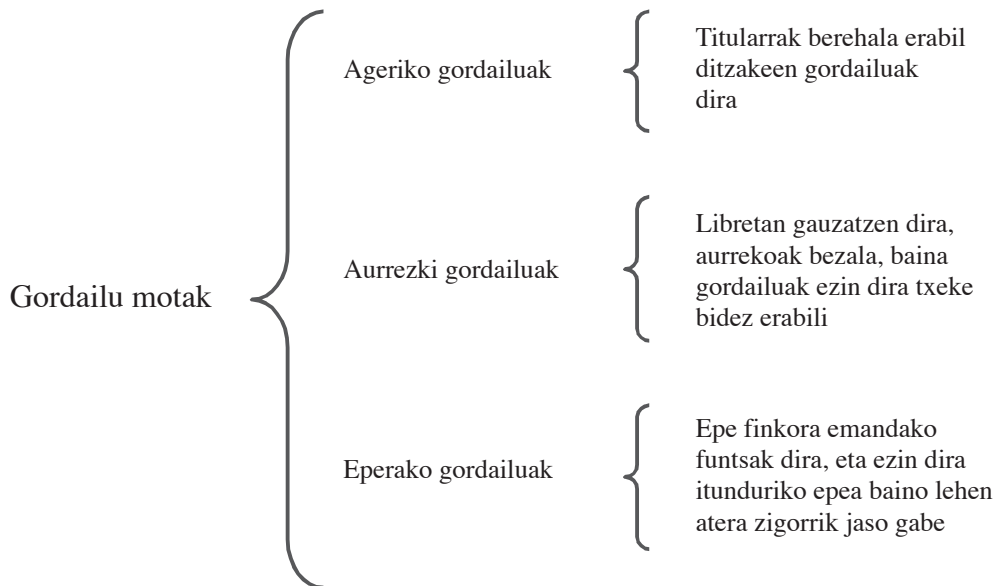 Gordailu motak
Ageriko gordailuak
Titularrak berehala erabil
ditzakeen gordailuak
dira
Aurrezki gordailuak
Libretan gauzatzen dira,
aurrekoak bezala, baina
gordailuak ezin dira txeke
bidez erabili
Eperako gordailuak
Epe finkora emandako
funtsak dira, eta ezin dira
itunduriko epea baino lehen
atera zigorrik jaso gabe